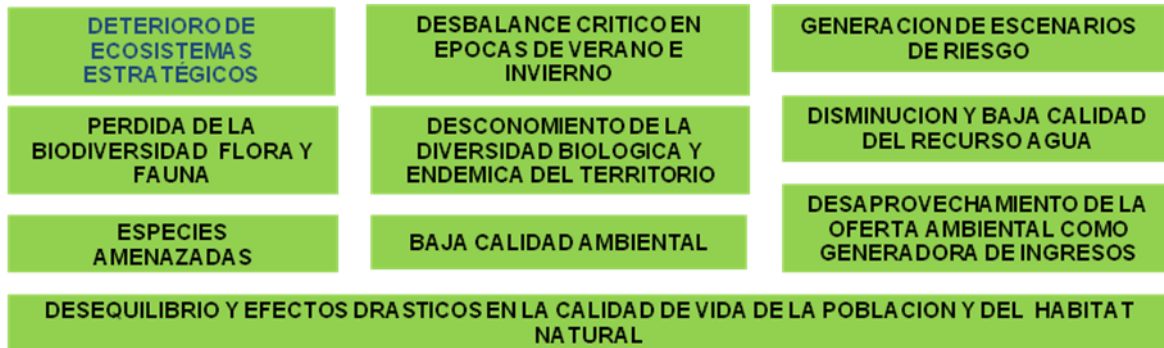 DETERIORO DE
ECOSISTEMAS
ESTRATÉGICOS
DESBALANCE CRITICO EN
EPOCAS DE VERANO E
INVIERNO
GENERACION DE ESCENARIOS
DE RIESGO
PERDIDA DE LA
BIODIVERSIDAD FLORA Y
FAUNA
DESCONOMIENTO DE LA
DIVERSIDAD BIOLOGICA Y
ENDEMICA DEL TERRITORIO
DISMINUCION Y BAJA CALIDAD
DEL RECURSO AGUA
ESPECIES
AMENAZADAS
BAJA CALIDAD AMBIENTAL
DESAPROVECHAMIENTO DE LA
OFERTA AMBIENTAL COMO
GENERADORA DE INGRESOS
DESEQUILIBRIO Y EFECTOS DRASTICOS EN LA CALIDAD DE VIDA DE LA POBLACION Y DEL HABITAT
NATURAL